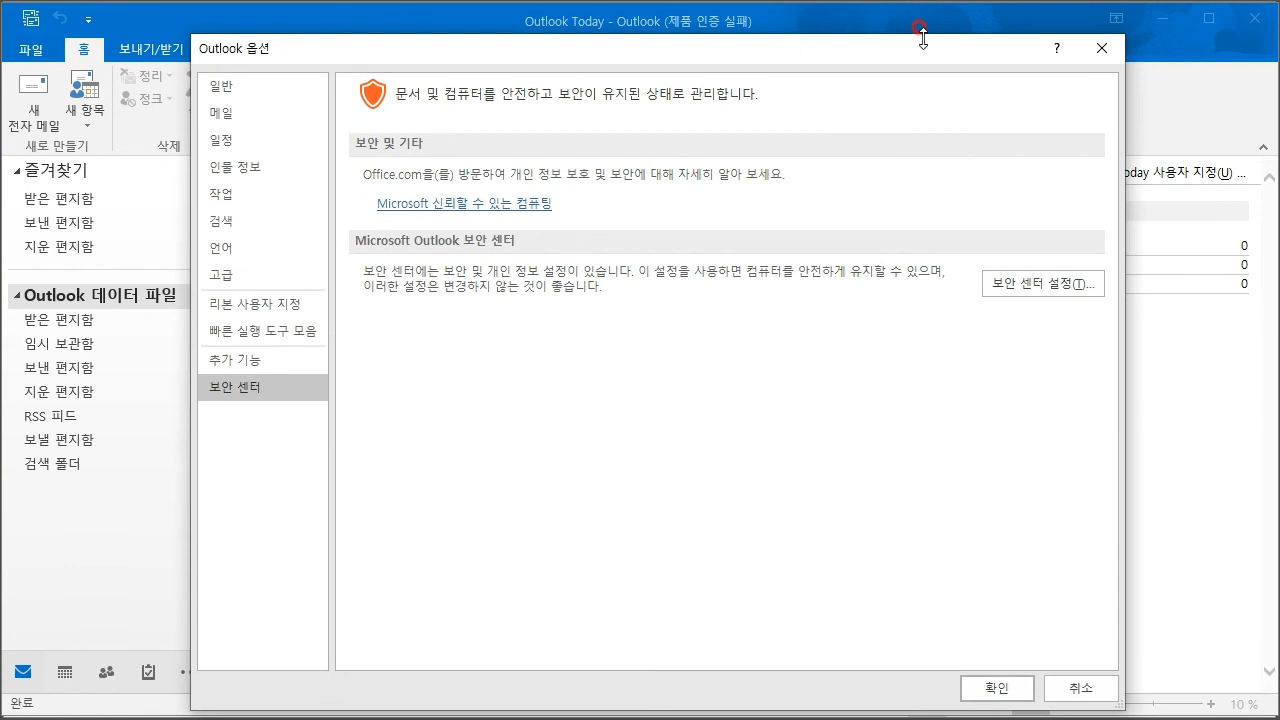 Outlook Today - Outlook (제품 인증 실패)
파일
홈
보내기/받기
새
전자 메일
새 항목
정리
정크
새로 만들기
삭제
즐겨찾기
받은 편지함
보낸 편지함
지운 편지함
Outlook 데이터 파일
받은 편지함
임시 보관함
보낸 편지함
지운 편지함
RSS 피드
보낼 편지함
검색 폴더
완료
Outlook 옵션
?
일반
메일
일정
인물 정보
작업
검색
언어
고급
리본 사용자 지정
빠른 실행 도구 모음
추가 기능
보안 센터
문서 및 컴퓨터를 안전하고 보안이 유지된 상태로 관리합니다.
보안 및 기타
Office.com을(를) 방문하여 개인 정보 보호 및 보안에 대해 자세히 알아 보세요.
Microsoft 신뢰할 수 있는 컴퓨팅
Microsoft Outlook 보안 센터
보안 센터에는 보안 및 개인 정보 설정이 있습니다. 이 설정을 사용하면 컴퓨터를 안전하게 유지할 수 있으며,
이러한 설정은 변경하지 않는 것이 좋습니다.
보안 센터 설정(T)...
확인
취소
oday 사용자 지정(U) ...
0
0
0
10 %